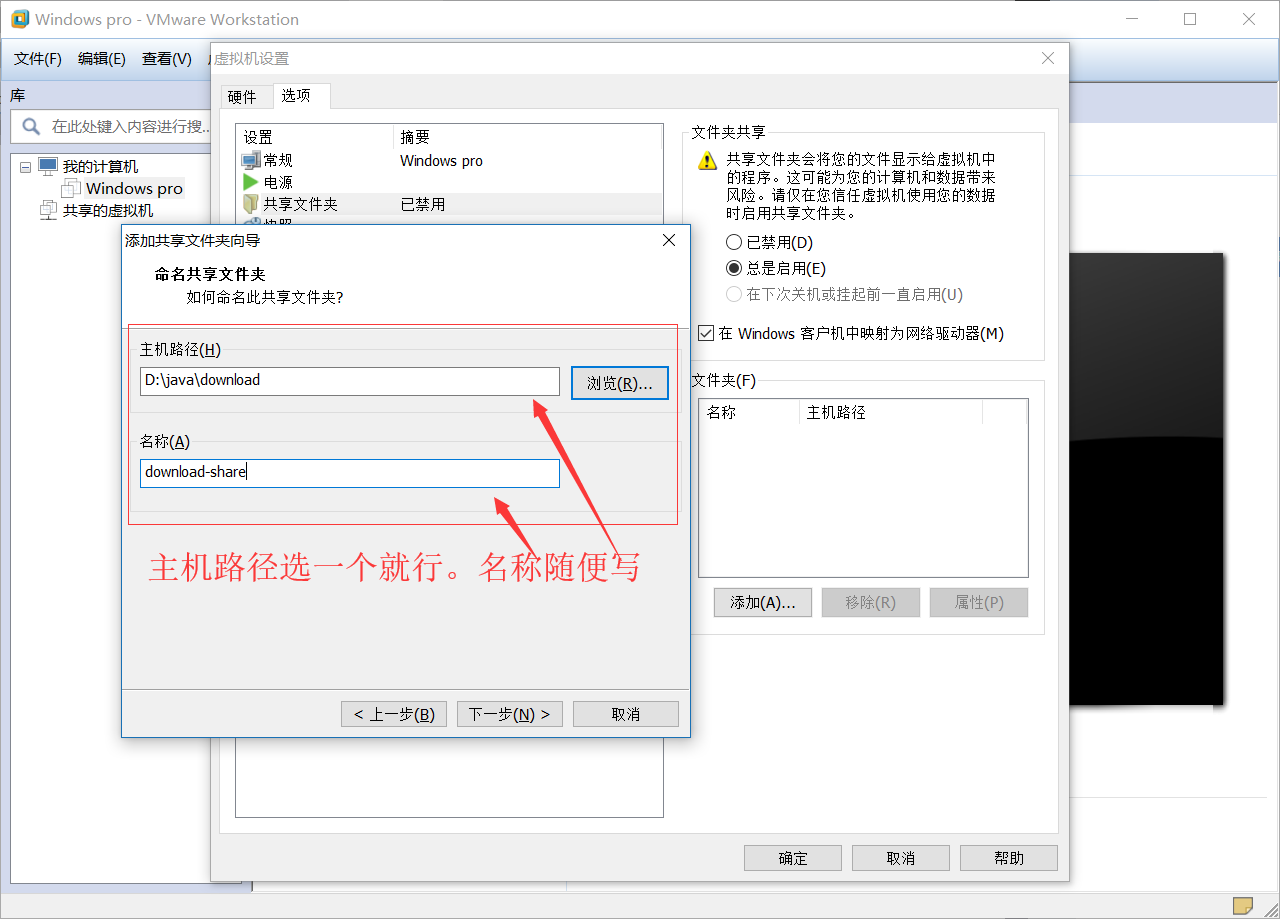 Windows pro - VMware Workstation
文件(F) 编辑(E) 查看(V)
虚拟机设置
库
在此处键入内容进行搜...
我的计算机
Windows pro
共享的虚拟机
硬件 选项
设置 摘要
常规 Windows pro
电源
共享文件夹 已禁用
快照
文件夹共享
共享文件夹会将您的文件显示给虚拟机中
的程序。这可能为您的计算机和数据带来
风险。请仅在您信任虚拟机使用您的数据
时启用共享文件夹。
已禁用(D)
总是启用(E)
在下次关机或挂起前一直启用(U)
在 Windows 客户机中映射为网络驱动器(M)
文件夹(F)
名称 主机路径
添加(A)... 移除(R) 属性(P)
确定 取消 帮助
添加共享文件夹向导
命名共享文件夹
如何命名此共享文件夹?
主机路径(H)
D:\java\download
浏览(R)...
名称(A)
download-share
主机路径选一个就行。名称随便写
< 上一步(B) 下一步(N) > 取消